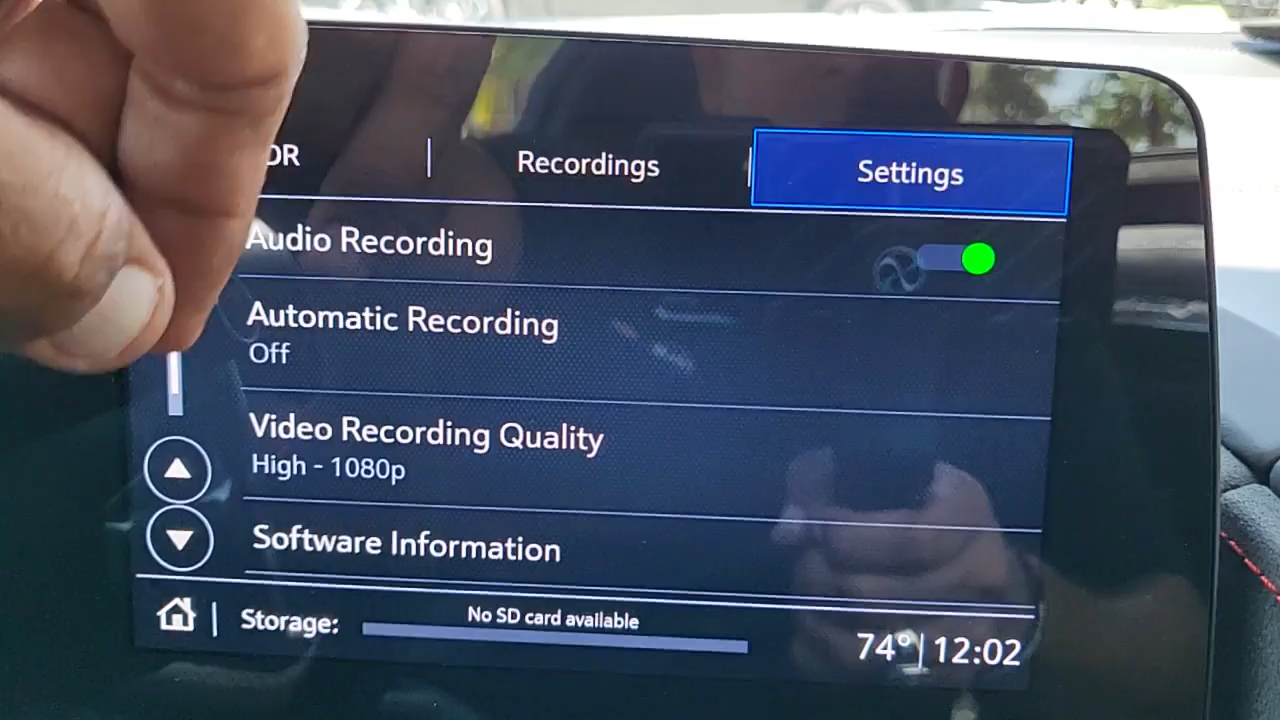 Recordings
Settings
Audio Recording
Automatic Recording
Off
Video Recording Quality
High - 1080p
Software Information
Storage:
No SD card available
74° | 12:02